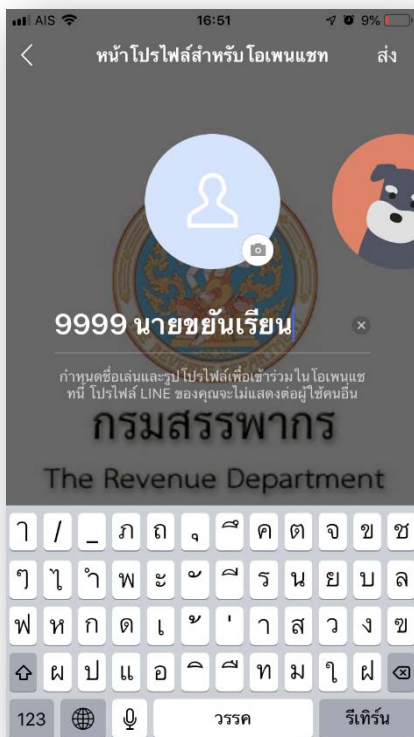 AIS 16:51 9%
หน้าโปรไฟล์สำหรับโอเพนแชท ส่ง
9999 นายขยันเรียน
กำหนดชื่อเล่นและรูปโปรไฟล์เพื่อเข้าร่วมในโอเพนแช
ทนี้ โปรไฟล์ LINE ของคุณจะไม่แสดงต่อผู้ใช้คนอื่น
กรมสรรพากร
The Revenue Department
ๅ / _ ภ ถ ุ ึ ค ต จ ข ช
ๆ ไ ำ พ ะ ั ี ร น ย บ ล
ฟ ห ก ด เ ้ ่ า ส ว ง ฃ
ผ ป แ อ ิ ื ท ม ใ ฝ
123 วรรค รีเทิร์น